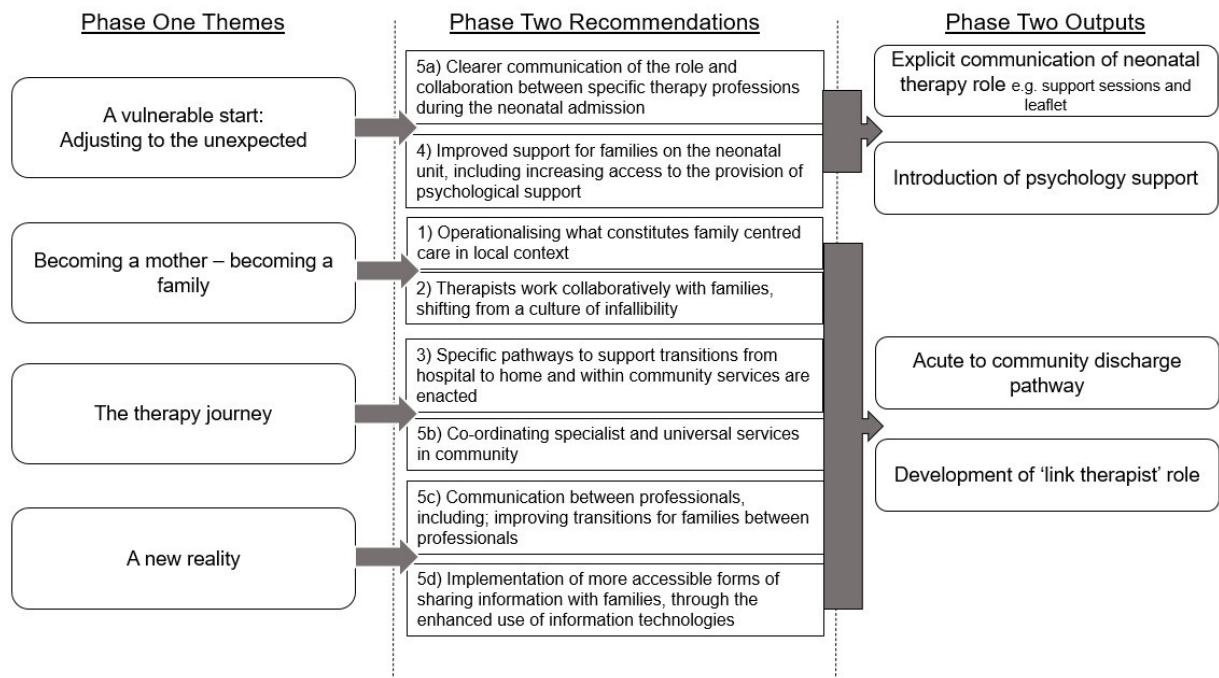 Phase One Themes
A vulnerable start:
Adjusting to the unexpected
Becoming a mother – becoming a
family
The therapy journey
A new reality
Phase Two Recommendations
5a) Clearer communication of the role and
collaboration between specific therapy professions
during the neonatal admission
4) Improved support for families on the neonatal
unit, including increasing access to the provision of
psychological support
1) Operationalising what constitutes family centred
care in local context
2) Therapists work collaboratively with families,
shifting from a culture of infallibility
3) Specific pathways to support transitions from
hospital to home and within community services are
enacted
5b) Co-ordinating specialist and universal services
in community
5c) Communication between professionals,
including; improving transitions for families between
professionals
5d) Implementation of more accessible forms of
sharing information with families, through the
enhanced use of information technologies
Phase Two Outputs
Explicit communication of neonatal
therapy role e.g. support sessions and
leaflet
Introduction of psychology support
Acute to community discharge
pathway
Development of ‘link therapist’ role